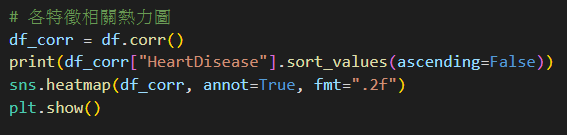 # 各特徵相關熱力圖
df_corr = df.corr()
print(df_corr["HeartDisease"].sort_values(ascending=False))
sns.heatmap(df_corr, annot=True, fmt=".2f")
plt.show()